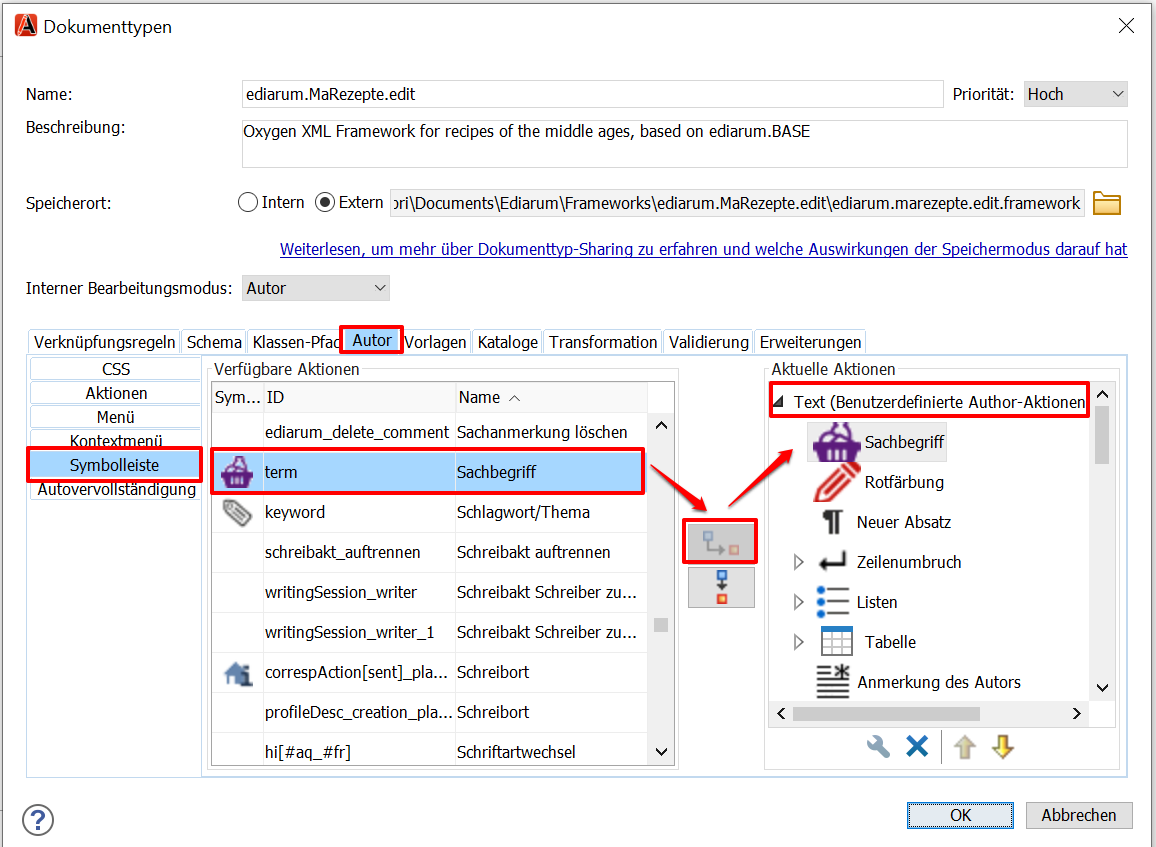 Dokumenttypen
Name: ediarum.MaRezepte.edit Priorität: Hoch
Beschreibung: Oxygen XML Framework for recipes of the middle ages, based on ediarum.BASE
Speicherort: Intern Extern ori\Documents\Ediarum\Frameworks\ediarum.MaRezepte.edit\ediarum.marezepte.edit.framework
Weiterlesen, um mehr über Dokumenttyp-Sharing zu erfahren und welche Auswirkungen der Speichermodus darauf hat
Interner Bearbeitungsmodus: Autor
Verknüpfungsregeln Schema Klassen-Pfad Autor Vorlagen Kataloge Transformation Validierung Erweiterungen
CSS
Aktionen
Menü
Kontextmenü
Symbolleiste
Autovervollständigung
Verfügbare Aktionen
Sym... ID Name
ediarum_delete_comment Sachanmerkung löschen
term Sachbegriff
keyword Schlagwort/Thema
schreibakt_auftrennen Schreibakt auftrennen
writingSession_writer Schreibakt Schreiber zu...
writingSession_writer_1 Schreibakt Schreiber zu...
correspAction[sent]_pla... Schreibort
profileDesc_creation_pla... Schreibort
hi[#aq_#fr] Schriftartwechsel
Aktuelle Aktionen
Text (Benutzerdefinierte Author-Aktionen
Sachbegriff
Rotfärbung
Neuer Absatz
Zeilenumbruch
Listen
Tabelle
Anmerkung des Autors
? OK Abbrechen